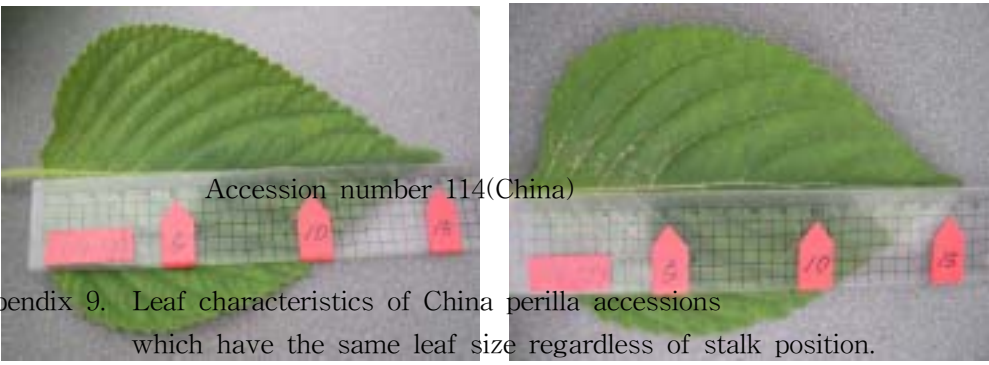 Accession number 114(China)
5 10 15
5 10 15
pendix 9. Leaf characteristics of China perilla accessions
which have the same leaf size regardless of stalk position.